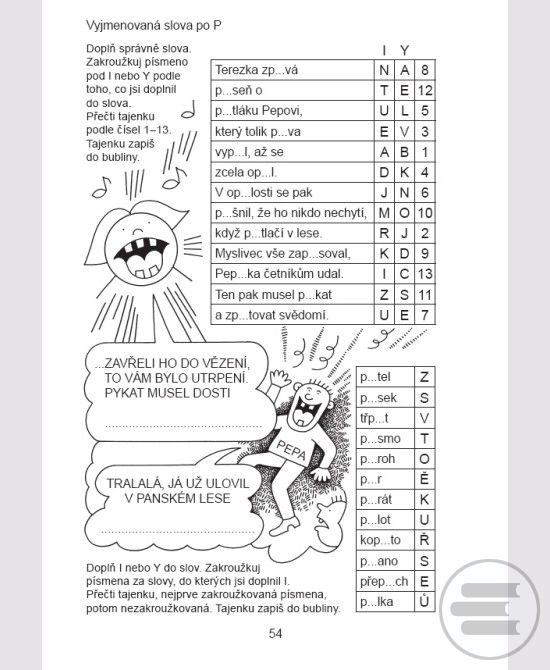 Vyjmenovaná slova po P
Doplň správně slova.
Zakroužkuj písmeno
pod I nebo Y podle
toho, co jsi doplnil
do slova.
Přečti tajenku
podle čísel 1–13.
Tajenku zapiš
do bubliny.
I Y
Terezka zp...vá N A 8
p...seň o T E 12
p...tláku Pepovi, U L 5
který tolik p...va E V 3
vyp...l, až se A B 1
zcela op...l. D K 4
V op...losti se pak J N 6
p...šnil, že ho nikdo nechytí, M O 10
když p...tlačí v lese. R J 2
Myslivec vše zap...soval, K D 9
Pep...ka četníkům udal. I C 13
Ten pak musel p...kat Z S 11
a zp...tovat svědomí. U E 7
...ZAVŘELI HO DO VĚZENÍ,
TO VÁM BYLO UTRPENÍ.
PYKAT MUSEL DOSTI
PEPA
TRALALÁ, JÁ UŽ ULOVIL
V PANSKÉM LESE
p...tel Z
p...sek S
třp...t V
p...smo T
p...roh O
p...r Ě
p...rát K
p...lot U
kop...to Ř
p...ano S
přep...ch E
p...lka Ů
Doplň I nebo Y do slov. Zakroužkuj
písmena za slovy, do kterých jsi doplnil I.
Přečti tajenku, nejprve zakroužkovaná písmena,
potom nezakroužkovaná. Tajenku zapiš do bubliny.
54